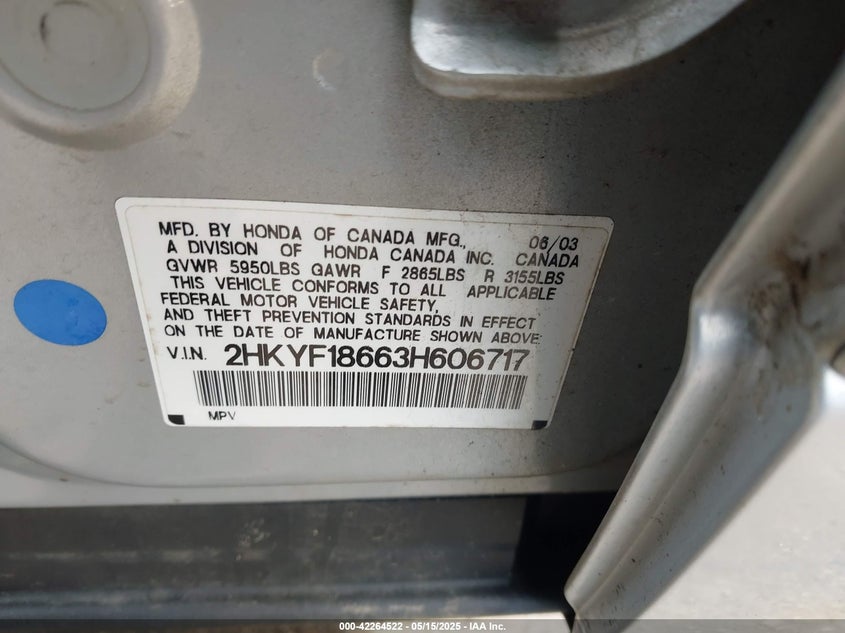 MFD. BY HONDA OF CANADA MFG., 06/03
A DIVISION OF HONDA CANADA INC. CANADA
GVWR 5950LBS GAWR F 2865LBS R 3155LBS
THIS VEHICLE CONFORMS TO ALL APPLICABLE
FEDERAL MOTOR VEHICLE SAFETY,
AND THEFT PREVENTION STANDARDS IN EFFECT
ON THE DATE OF MANUFACTURE SHOWN ABOVE.
V.I.N. 2HKYF18663H606717
MPV
000-42264522 - 05/15/2025 - IAA Inc.